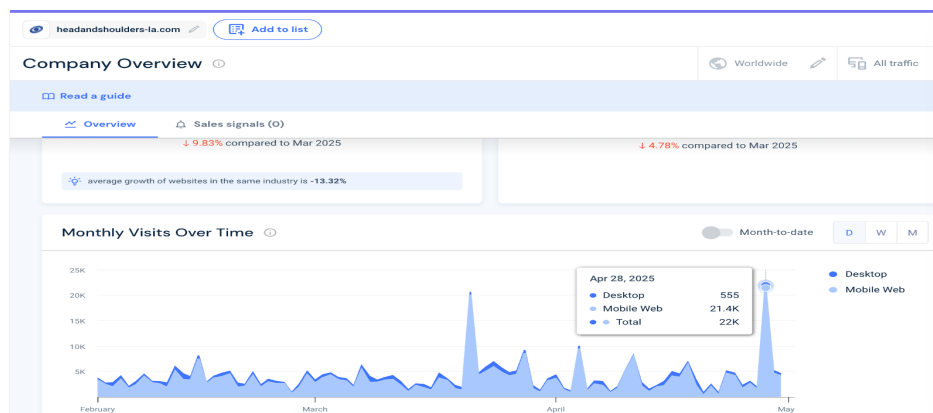 headandshoulders-la.com Add to list
Company Overview Worldwide All traffic
Read a guide
Overview Sales signals (0)
↓ 9.83% compared to Mar 2025 ↓ 4.78% compared to Mar 2025
average growth of websites in the same industry is -13.32%
Monthly Visits Over Time Month-to-date D W M
25K
20K
15K
10K
5K
Apr 28, 2025
Desktop 555
Mobile Web 21.4K
Total 22K
Desktop
Mobile Web
February March April May